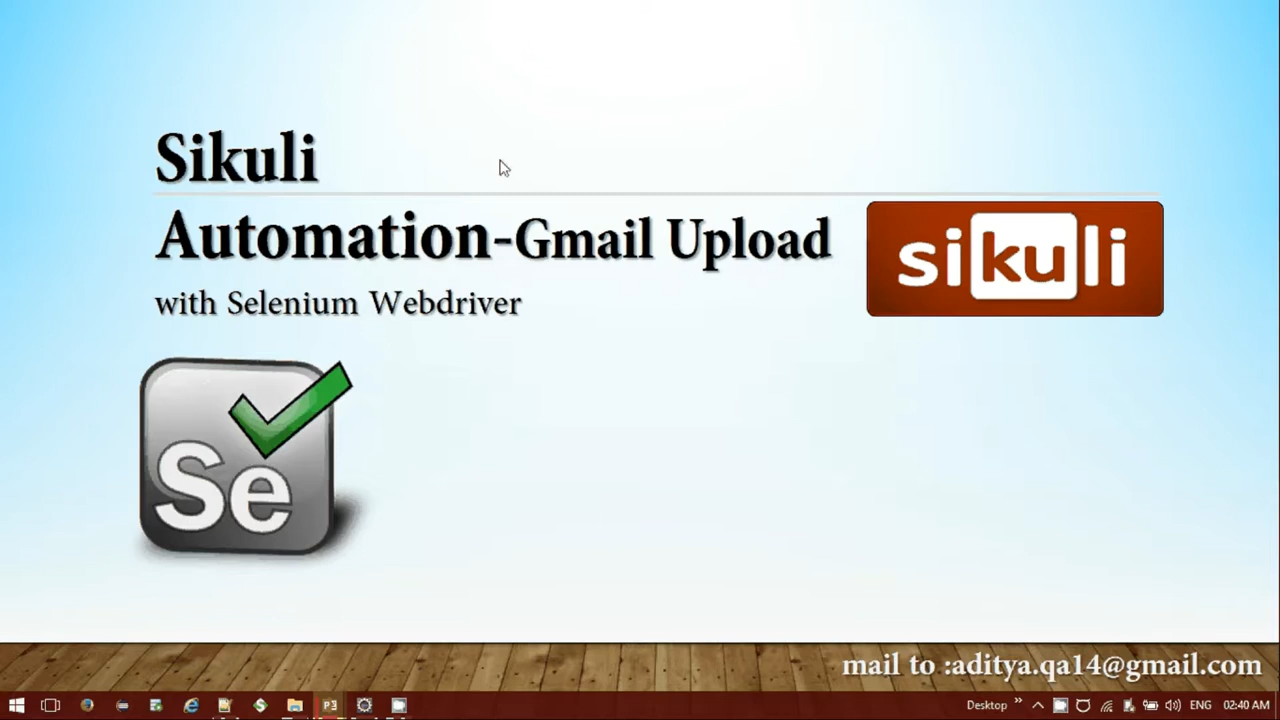 Sikuli
Automation-Gmail Upload
with Selenium Webdriver
sikuli
Se
mail to :aditya.qa14@gmail.com
Desktop
ENG
02:40 AM